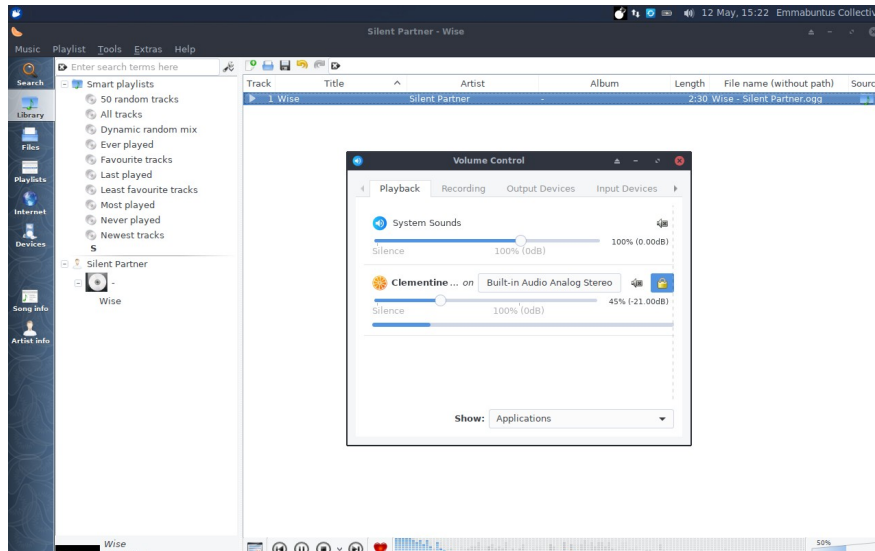 12 May, 15:22 Emmabuntus Collectiv
Silent Partner - Wise
Music Playlist Tools Extras Help
Search
Library
Files
Playlists
Internet
Devices
Song info
Artist info
Enter search terms here
Smart playlists
50 random tracks
All tracks
Dynamic random mix
Ever played
Favourite tracks
Last played
Least favourite tracks
Most played
Never played
Newest tracks
S
Silent Partner
-
Wise
Track Title Artist Album Length File name (without path) Sourc
1 Wise Silent Partner - 2:30 Wise - Silent Partner.ogg
Volume Control
Playback Recording Output Devices Input Devices
System Sounds
100% (0.00dB)
Silence 100% (0dB)
Clementine ... on Built-in Audio Analog Stereo
45% (-21.00dB)
Silence 100% (0dB)
Show: Applications
Wise
50%